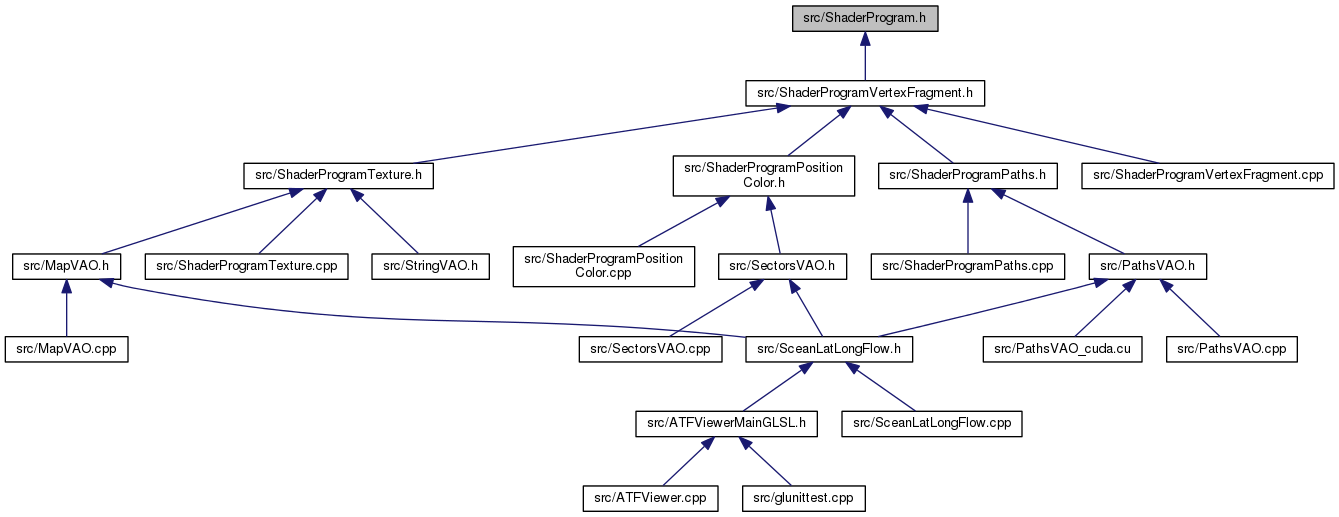 src/ShaderProgram.h
src/ShaderProgramVertexFragment.h
src/ShaderProgramTexture.h
src/ShaderProgramPosition
Color.h
src/ShaderProgramPaths.h
src/ShaderProgramVertexFragment.cpp
src/MapVAO.h
src/ShaderProgramTexture.cpp
src/StringVAO.h
src/ShaderProgramPosition
Color.cpp
src/SectorsVAO.h
src/ShaderProgramPaths.cpp
src/PathsVAO.h
src/MapVAO.cpp
src/SectorsVAO.cpp
src/SceanLatLongFlow.h
src/PathsVAO_cuda.cu
src/PathsVAO.cpp
src/ATFViewerMainGLSL.h
src/SceanLatLongFlow.cpp
src/ATFViewer.cpp
src/glunittest.cpp